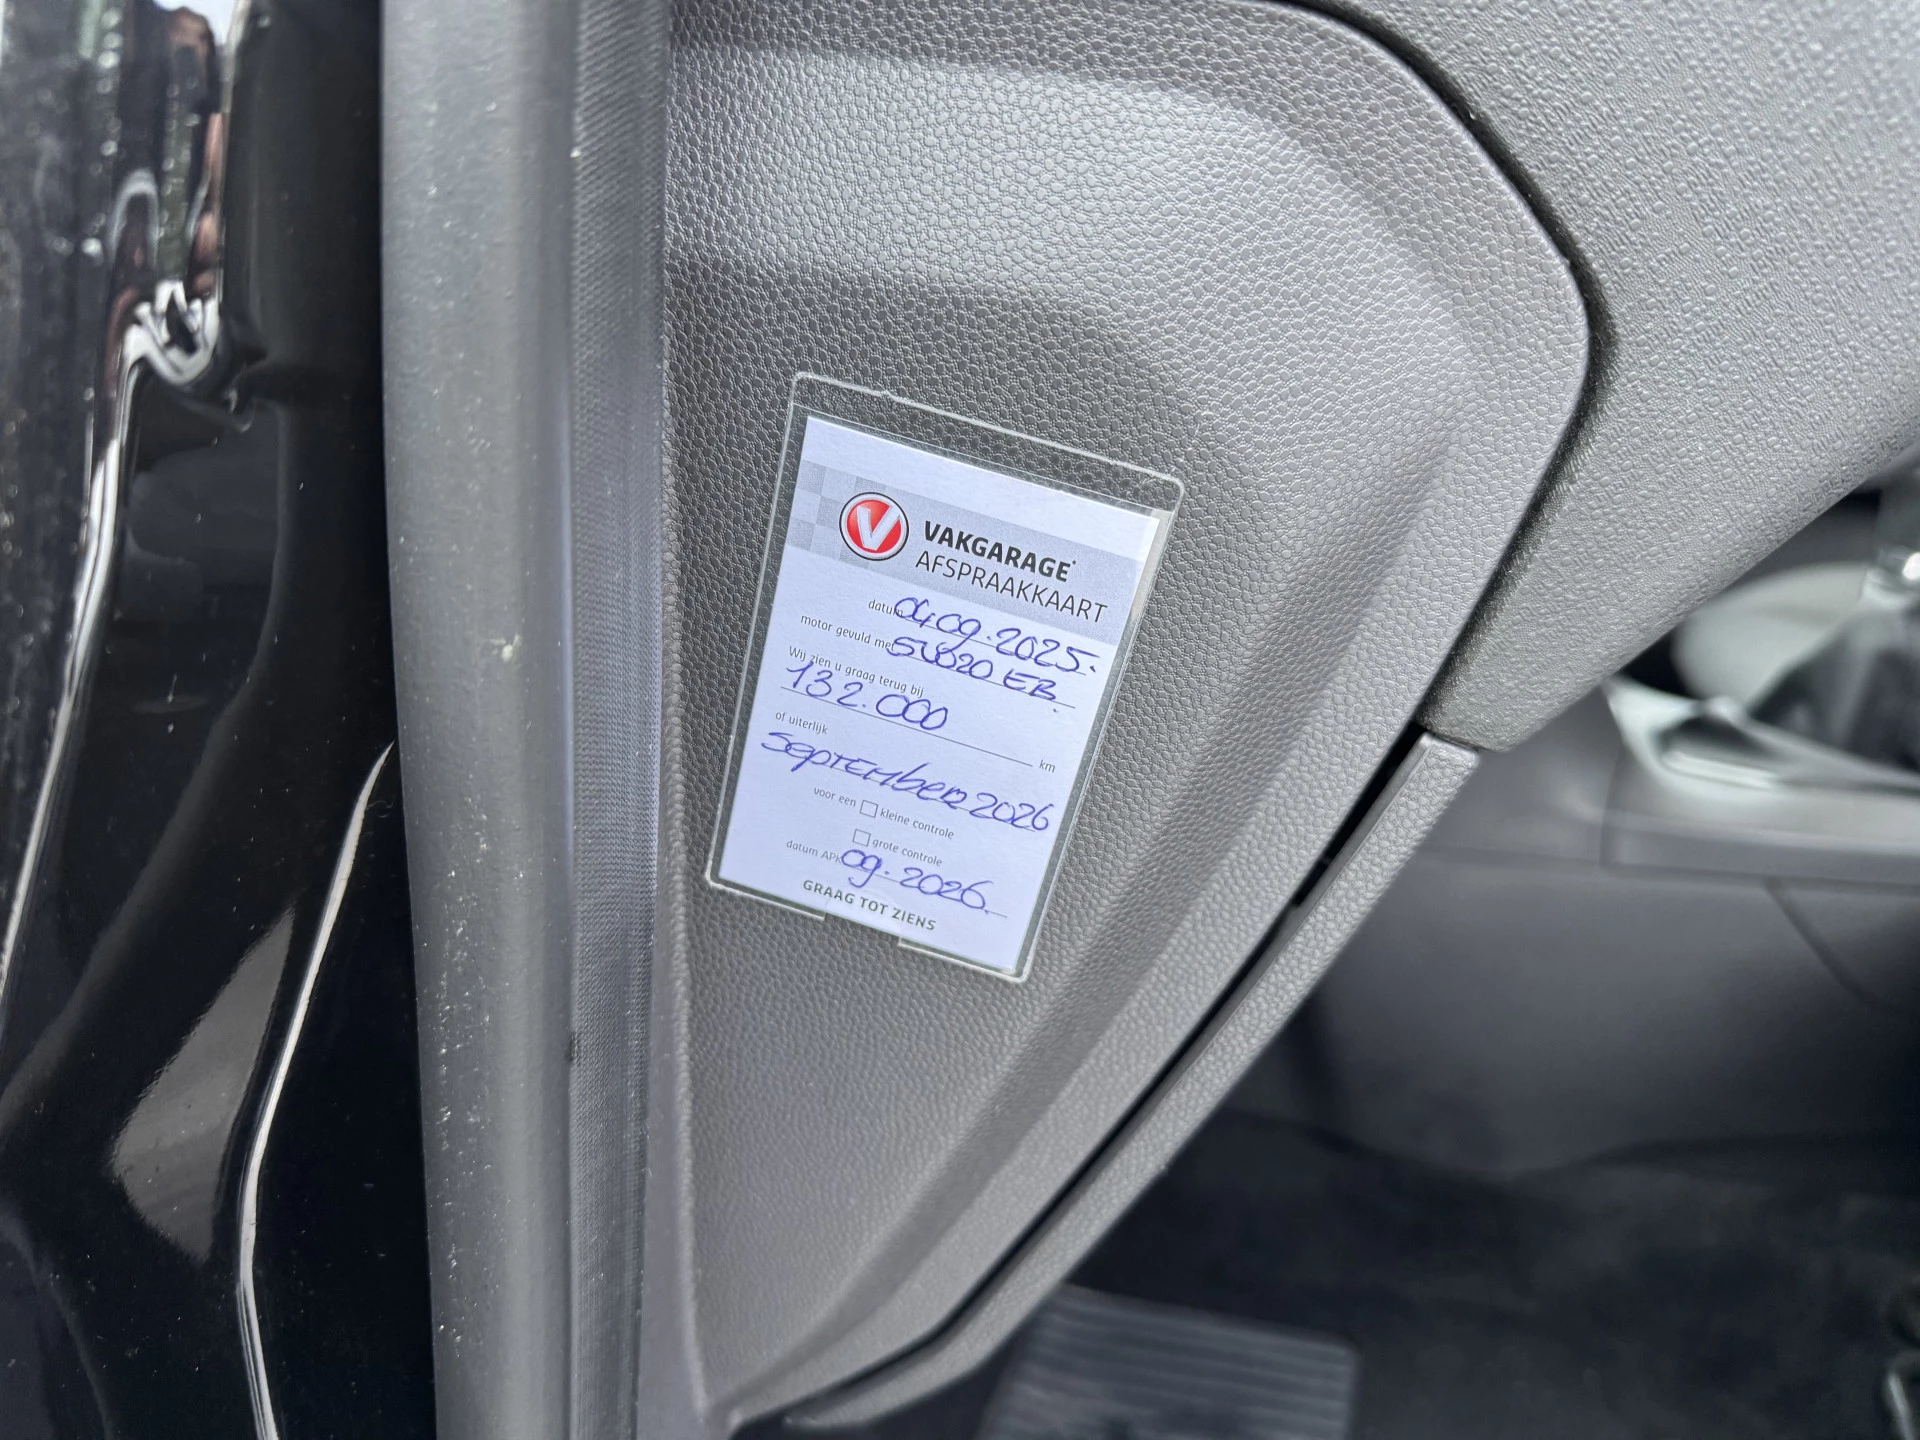 V VAKGARAGE
AFSPRAAKKAART
datum 04.09.2025.
motor gevuld met 5W20 EB.
Wij zien u graag terug bij
132.000 km
of uiterlijk
September 2026
voor een kleine controle
grote controle
datum APK 09.2026.
GRAAG TOT ZIENS